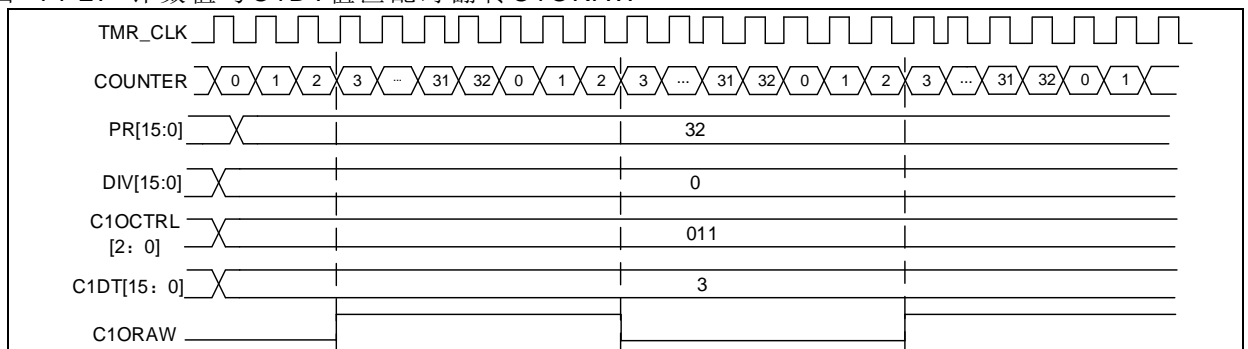 TMR_CLK
COUNTER 0 1 2 3 ... 31 32 0 1 2 3 ... 31 32 0 1 2 3 ... 31 32 0 1
PR[15:0] 32
DIV[15:0] 0
C1OCTRL
[2：0] 011
C1DT[15：0] 3
C1ORAW